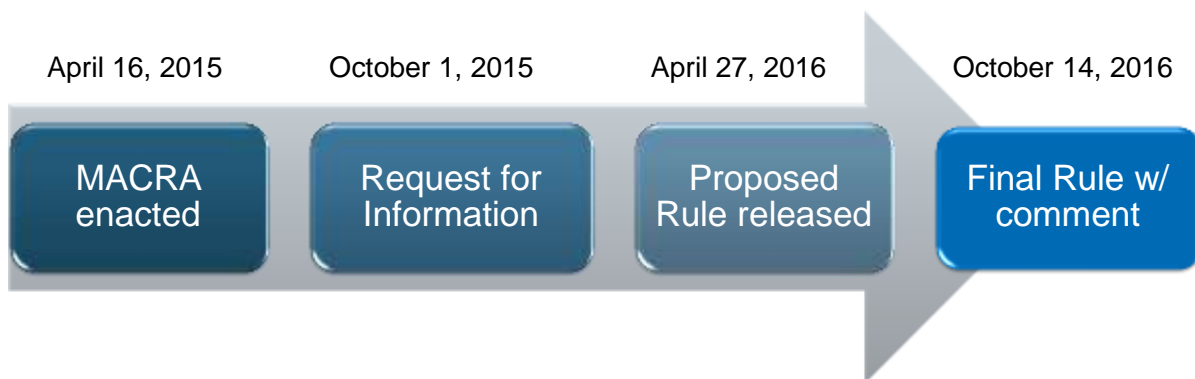 April 16, 2015
October 1, 2015
April 27, 2016
October 14, 2016
MACRA
enacted
Request for
Information
Proposed
Rule released
Final Rule w/
comment